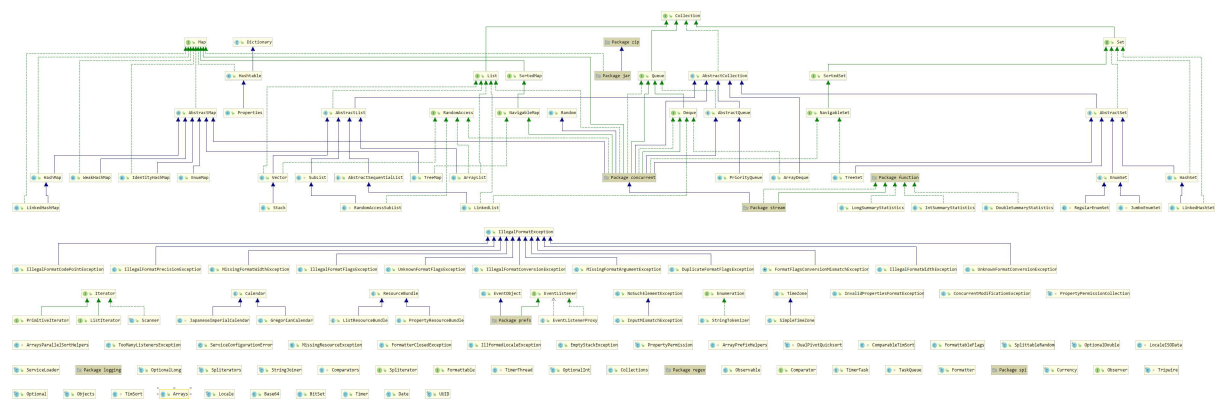 Collection
Map Dictionary Package zip Set
Hashtable List SortedMap Package jar Queue AbstractCollection SortedSet
AbstractMap Properties AbstractList RandomAccess NavigableMap Random Deque AbstractQueue NavigableSet AbstractSet
HashMap WeakHashMap IdentityHashMap EnumMap Vector SubList AbstractSequentialList TreeMap ArrayList Package concurrent PriorityQueue ArrayDeque TreeSet Package Function EnumSet HashSet
LinkedHashMap Stack RandomAccessSubList LinkedList Package stream LongSummaryStatistics IntSummaryStatistics DoubleSummaryStatistics RegularEnumSet JumboEnumSet LinkedHashSet
IllegalFormatException
IllegalFormatCodePointException IllegalFormatPrecisionException MissingFormatWidthException IllegalFormatFlagsException UnknownFormatFlagsException IllegalFormatConversionException MissingFormatArgumentException DuplicateFormatFlagsException FormatFlagsConversionMismatchException IllegalFormatWidthException UnknownFormatConversionException
Iterator Calendar ResourceBundle EventObject EventListener NoSuchElementException Enumeration TimeZone InvalidPropertiesFormatException ConcurrentModificationException PropertyPermissionCollection
PrimitiveIterator ListIterator Scanner JapaneseImperialCalendar GregorianCalendar ListResourceBundle PropertyResourceBundle Package prefs EventListenerProxy InputMismatchException StringTokenizer SimpleTimeZone
ArraysParallelSortHelpers TooManyListenersException ServiceConfigurationError MissingResourceException FormatterClosedException IllformedLocaleException EmptyStackException PropertyPermission ArrayPrefixHelpers DualPivotQuicksort ComparableTimSort FormattableFlags SplittableRandom OptionalDouble LocaleISOData
ServiceLoader Package logging OptionalLong Spliterators StringJoiner Comparators Spliterator Formattable TimerThread OptionalInt Collections Package regex Observable Comparator TimerTask TaskQueue Formatter Package spi Currency Observer Tripwire
Optional Objects TimSort Arrays Locale Base64 BitSet Timer Date UUID